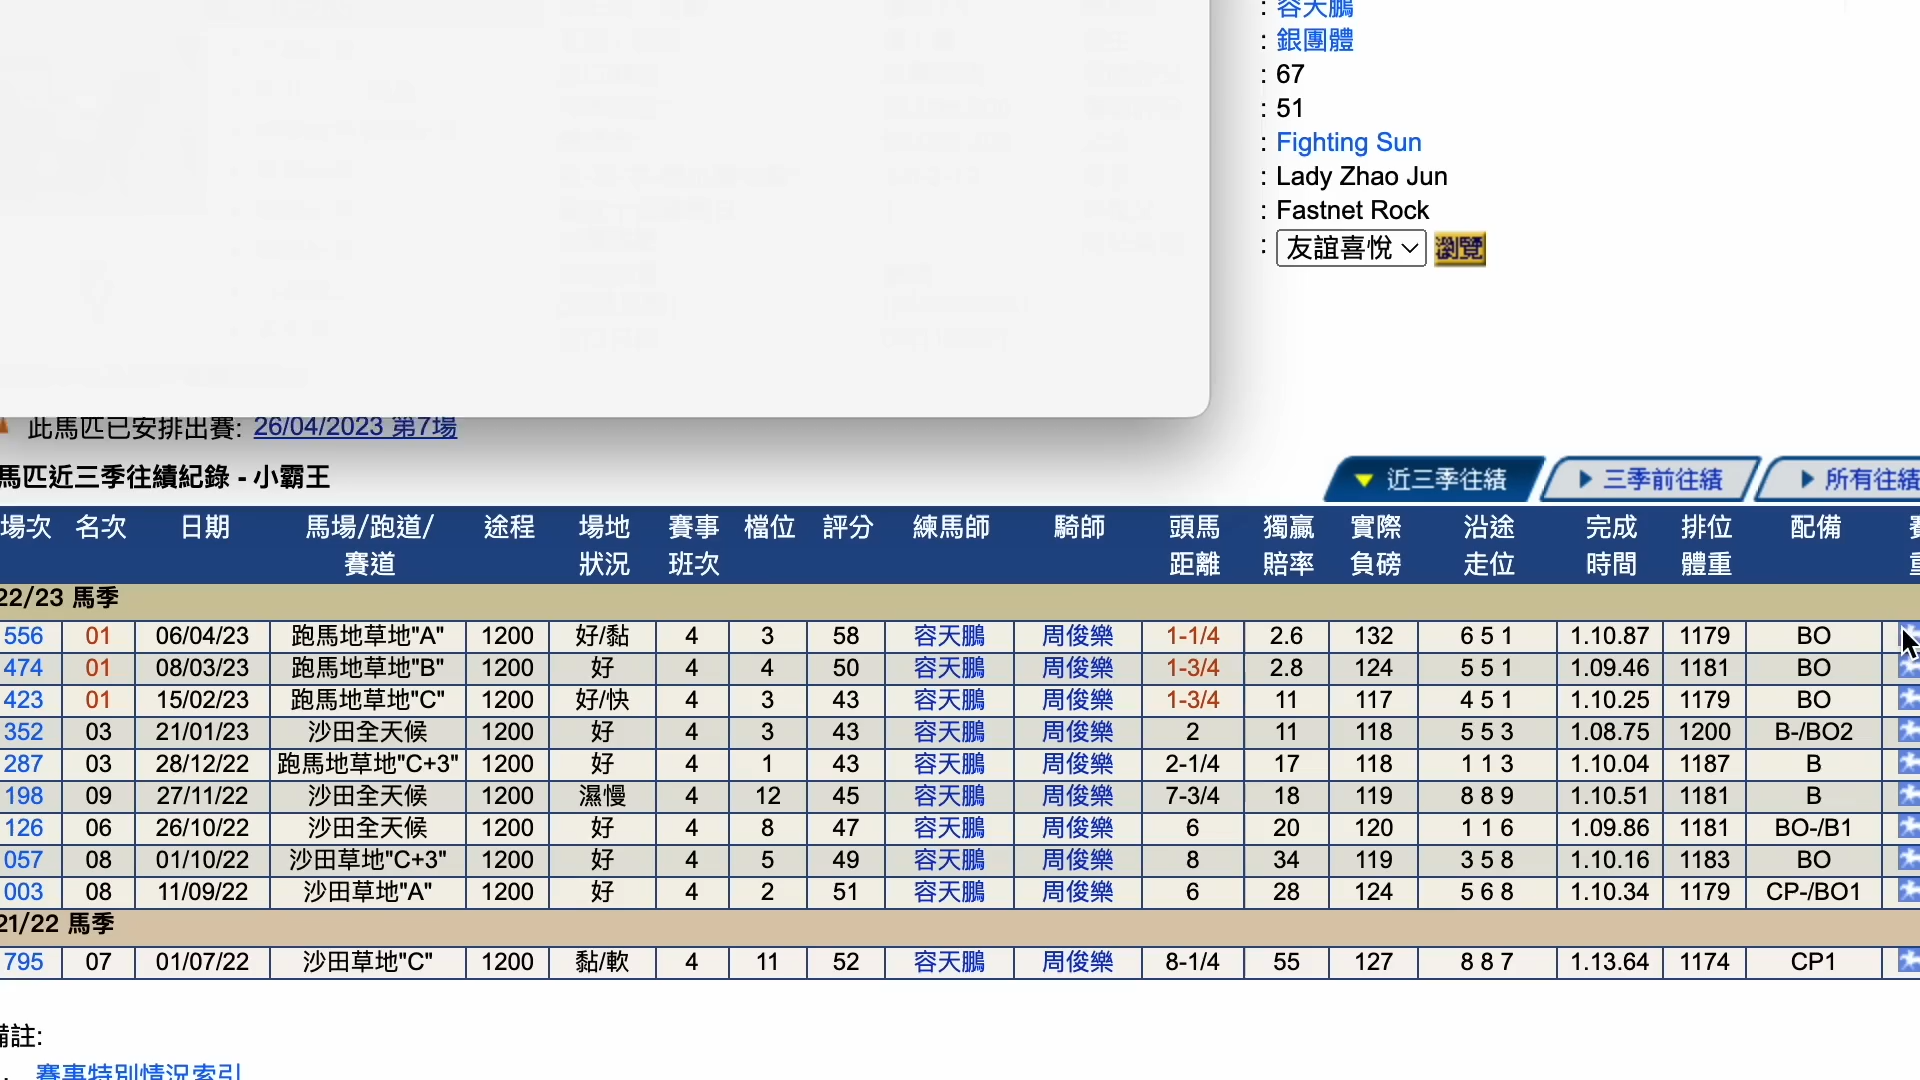 : 容天鵬
: 銀團體
: 67
: 51
: Fighting Sun
: Lady Zhao Jun
: Fastnet Rock
: 友誼喜悅 瀏覽
此馬匹已安排出賽: 26/04/2023 第7場
馬匹近三季往績紀錄 - 小霸王
近三季往績 三季前往績 所有往績
場次 名次 日期 馬場/跑道/賽道 途程 場地狀況 賽事班次 檔位 評分 練馬師 騎師 頭馬距離 獨贏賠率 實際負磅 沿途走位 完成時間 排位體重 配備
22/23 馬季
556 01 06/04/23 跑馬地草地"A" 1200 好/黏 4 3 58 容天鵬 周俊樂 1-1/4 2.6 132 6 5 1 1.10.87 1179 BO
474 01 08/03/23 跑馬地草地"B" 1200 好 4 4 50 容天鵬 周俊樂 1-3/4 2.8 124 5 5 1 1.09.46 1181 BO
423 01 15/02/23 跑馬地草地"C" 1200 好/快 4 3 43 容天鵬 周俊樂 1-3/4 11 117 4 5 1 1.10.25 1179 BO
352 03 21/01/23 沙田全天候 1200 好 4 3 43 容天鵬 周俊樂 2 11 118 5 5 3 1.08.75 1200 B-/BO2
287 03 28/12/22 跑馬地草地"C+3" 1200 好 4 1 43 容天鵬 周俊樂 2-1/4 17 118 1 1 3 1.10.04 1187 B
198 09 27/11/22 沙田全天候 1200 濕慢 4 12 45 容天鵬 周俊樂 7-3/4 18 119 8 8 9 1.10.51 1181 B
126 06 26/10/22 沙田全天候 1200 好 4 8 47 容天鵬 周俊樂 6 20 120 1 1 6 1.09.86 1181 BO-/B1
057 08 01/10/22 沙田草地"C+3" 1200 好 4 5 49 容天鵬 周俊樂 8 34 119 3 5 8 1.10.16 1183 BO
003 08 11/09/22 沙田草地"A" 1200 好 4 2 51 容天鵬 周俊樂 6 28 124 5 6 8 1.10.34 1179 CP-/BO1
21/22 馬季
795 07 01/07/22 沙田草地"C" 1200 黏/軟 4 11 52 容天鵬 周俊樂 8-1/4 55 127 8 8 7 1.13.64 1174 CP1
備註:
賽事特別情況索引